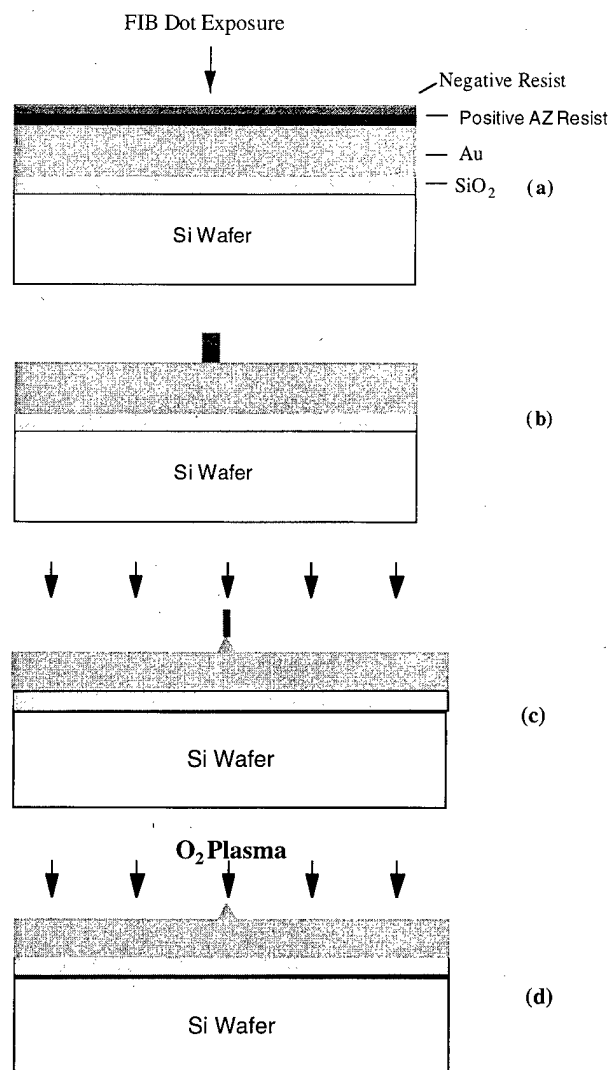 FIB Dot Exposure
Negative Resist
Positive AZ Resist
Au
SiO₂
(a)
Si Wafer
(b)
Si Wafer
(c)
Si Wafer
O₂ Plasma
(d)
Si Wafer